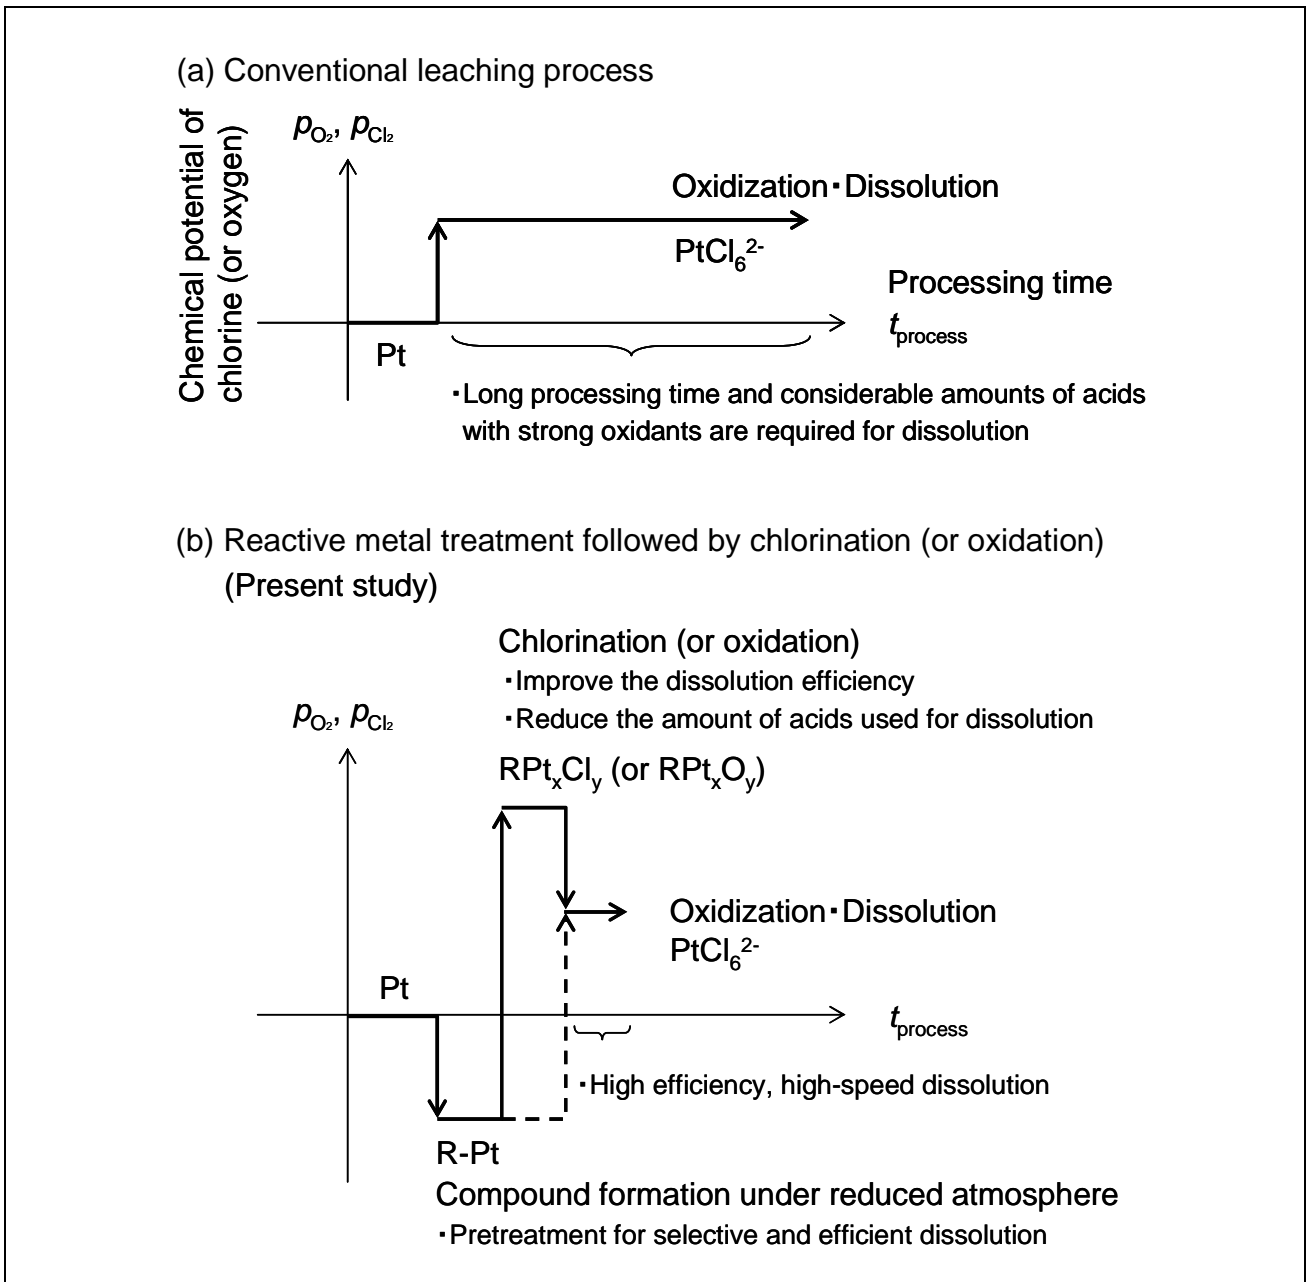 (a) Conventional leaching process
Chemical potential of
chlorine (or oxygen)
pO₂, pCl₂
Oxidization・Dissolution
PtCl₆²⁻
Processing time
t process
Pt
・Long processing time and considerable amounts of acids
with strong oxidants are required for dissolution
(b) Reactive metal treatment followed by chlorination (or oxidation)
(Present study)
Chlorination (or oxidation)
・Improve the dissolution efficiency
・Reduce the amount of acids used for dissolution
pO₂, pCl₂
RPtₓClᵧ (or RPtₓOᵧ)
Oxidization・Dissolution
PtCl₆²⁻
Pt
t process
・High efficiency, high-speed dissolution
R-Pt
Compound formation under reduced atmosphere
・Pretreatment for selective and efficient dissolution